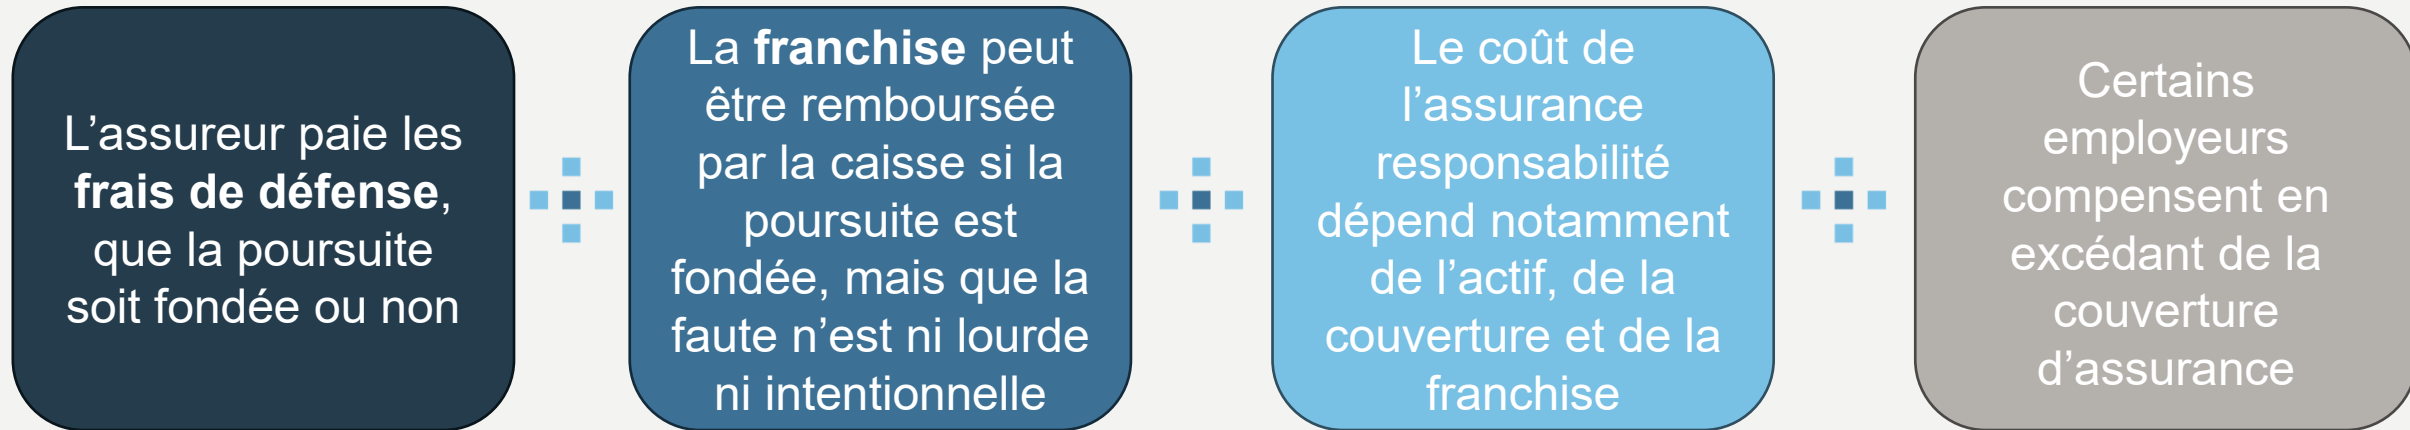 L’assureur paie les
frais de défense,
que la poursuite
soit fondée ou non
La franchise peut
être remboursée
par la caisse si la
poursuite est
fondée, mais que la
faute n’est ni lourde
ni intentionnelle
Le coût de
l’assurance
responsabilité
dépend notamment
de l’actif, de la
couverture et de la
franchise
Certains
employeurs
compensent en
excédant de la
couverture
d’assurance